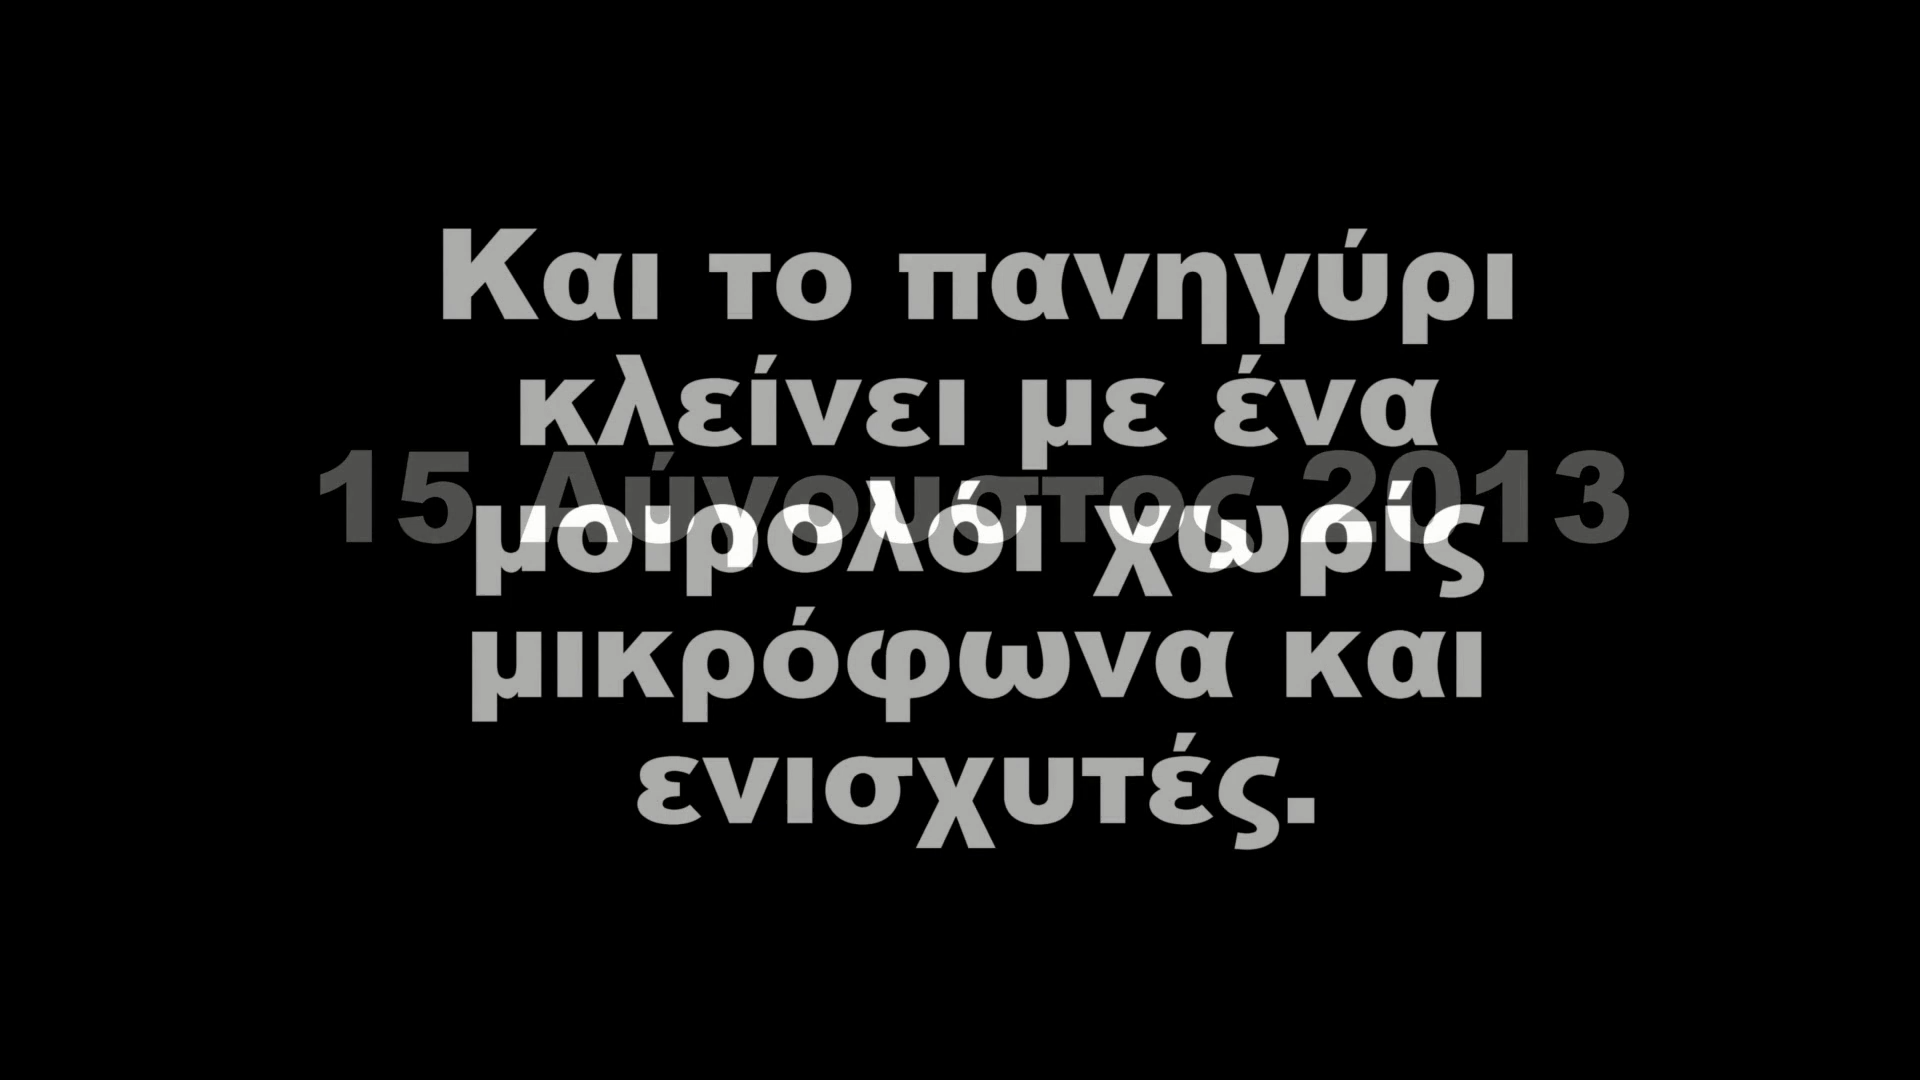 Και το πανηγύρι
κλείνει με ένα
15 Αύγουστος 2013
μοιρολόι χωρίς
μικρόφωνα και
ενισχυτές.